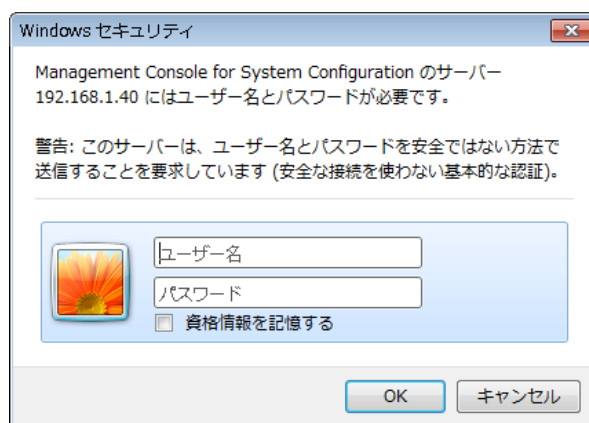 Windows セキュリティ
Management Console for System Configuration のサーバー
192.168.1.40 にはユーザー名とパスワードが必要です。
警告: このサーバーは、ユーザー名とパスワードを安全ではない方法で
送信することを要求しています (安全な接続を使わない基本的な認証)。
ユーザー名
パスワード
資格情報を記憶する
OK
キャンセル